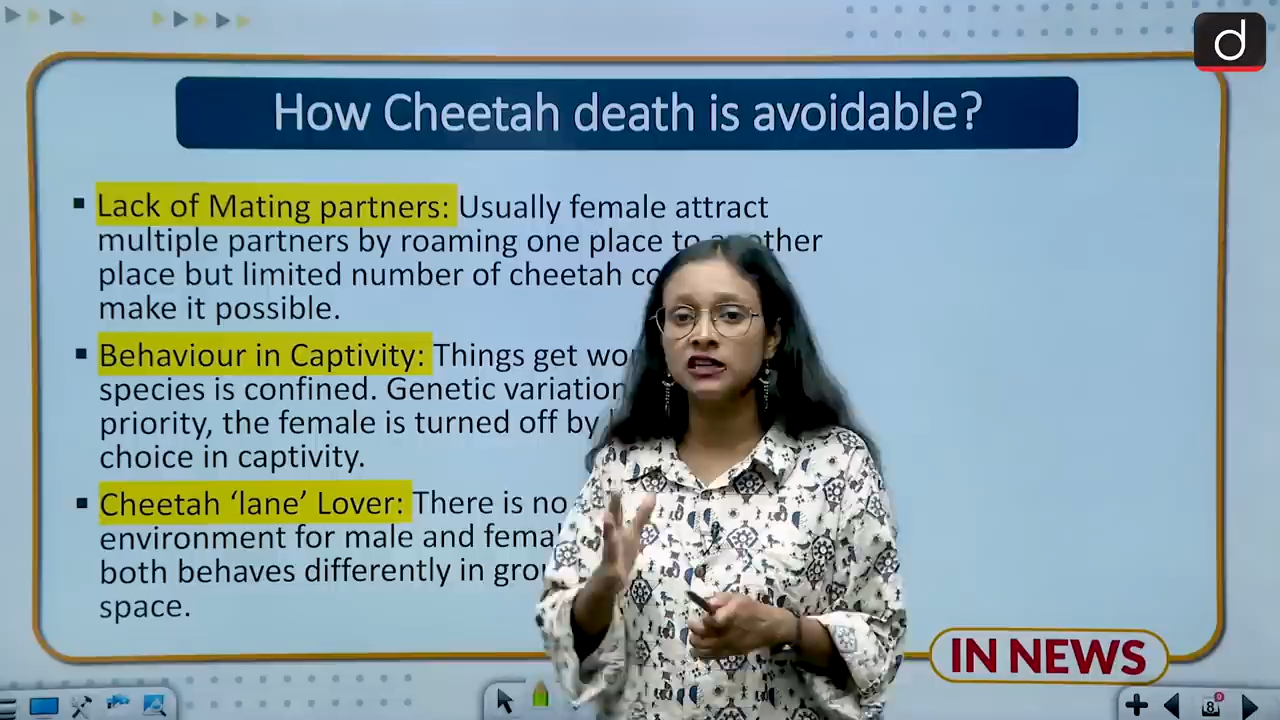 d
How Cheetah death is avoidable?
▪ Lack of Mating partners: Usually female attract
multiple partners by roaming one place to
place but limited number of cheetah
make it possible.
▪ Behaviour in Captivity: Things get
species is confined. Genetic variation
priority, the female is turned off by
choice in captivity.
▪ Cheetah ‘lane’ Lover: There is no
environment for male and
both behaves differently in
space.
IN NEWS
8